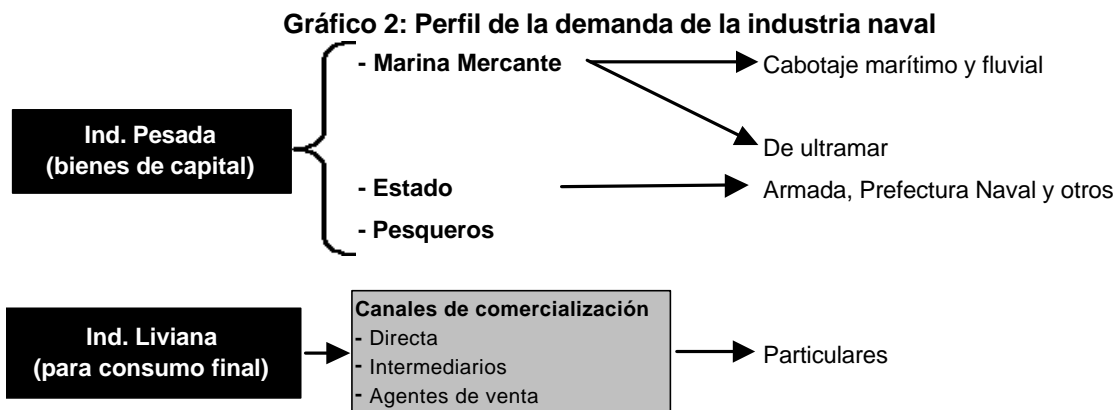 Gráfico 2: Perfil de la demanda de la industria naval
Ind. Pesada
(bienes de capital)
- Marina Mercante
Cabotaje marítimo y fluvial
De ultramar
- Estado
Armada, Prefectura Naval y otros
- Pesqueros
Ind. Liviana
(para consumo final)
Canales de comercialización
- Directa
- Intermediarios
- Agentes de venta
Particulares